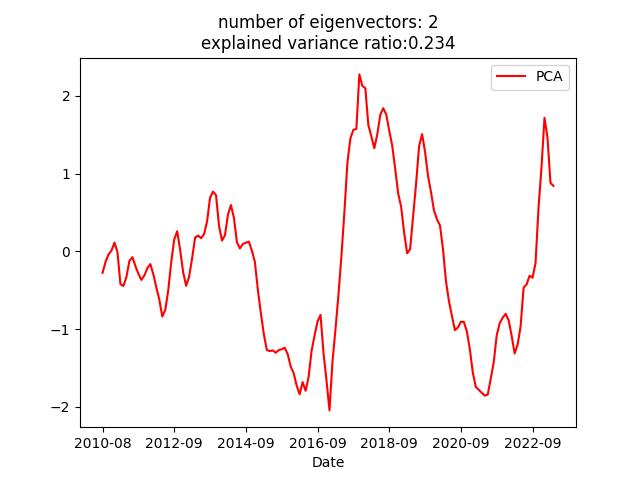 number of eigenvectors: 2
explained variance ratio:0.234
PCA
2
1
0
−1
−2
2010-08 2012-09 2014-09 2016-09 2018-09 2020-09 2022-09
Date